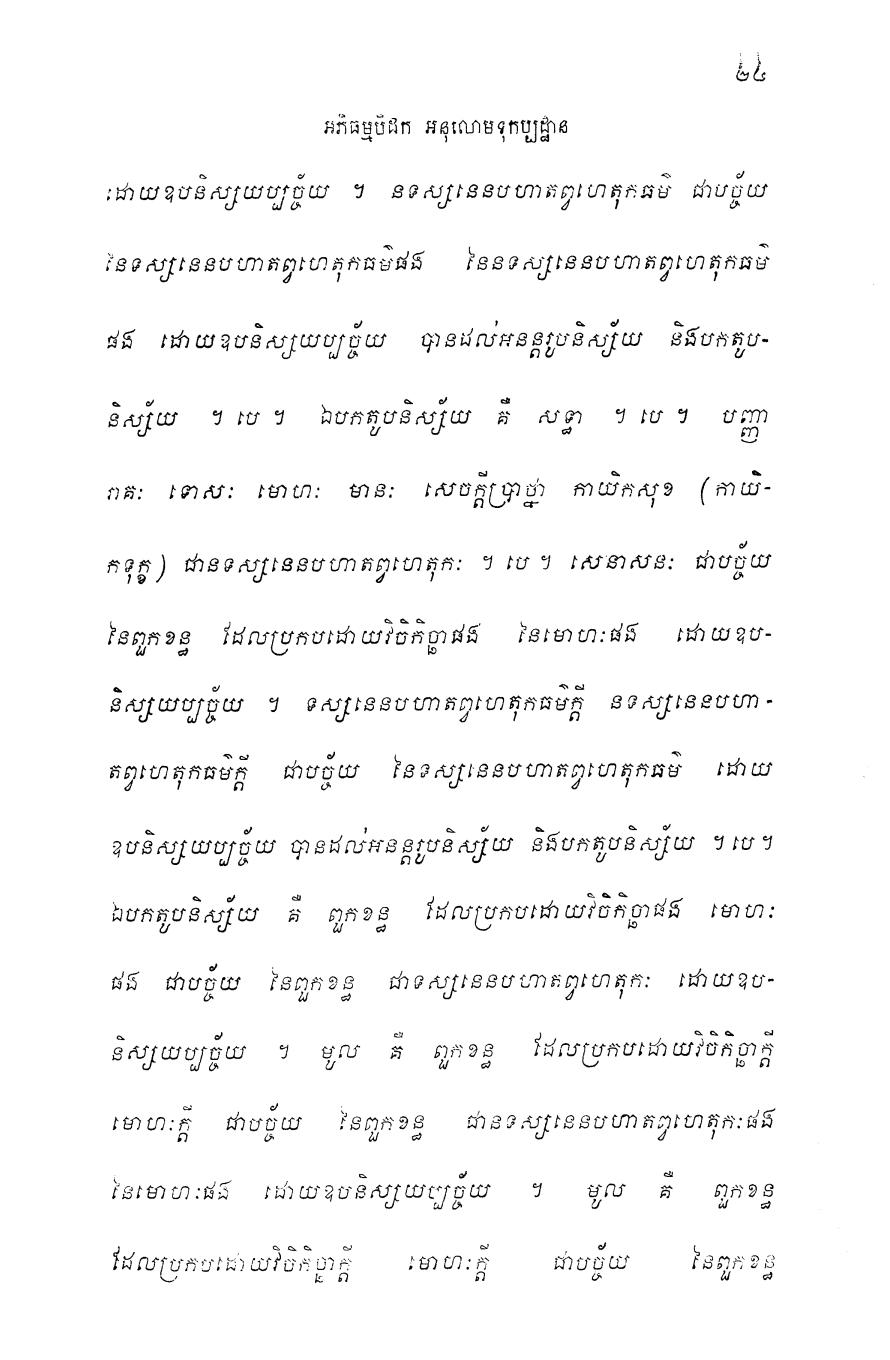 ២៤
អភិធម្មបិដក អនុលោមទុកប្បដ្ឋាន
ដោយឧបនិស្សយប្បច្ច័យ ។ នទស្សនេនបហាតព្វហេតុកធម៌ ជាបច្ច័យ
នៃទស្សនេនបហាតព្វហេតុកធម៌ផង នៃនទស្សនេនបហាតព្វហេតុកធម៌
ផង ដោយឧបនិស្សយប្បច្ច័យ បានដល់អនន្តរូបនិស្ស័យ និងបកតូប-
និស្ស័យ ។ បេ ។ ឯបកតូបនិស្ស័យ គឺ សទ្ធា ។ បេ ។ បញ្ញា
រាគៈ ទោសៈ មោហៈ មានៈ សេចក្តីប្រាថ្នា កាយិកសុខ (កាយិ-
កទុក្ខ) ជានទស្សនេនបហាតព្វហេតុកៈ ។ បេ ។ សេនាសនៈ ជាបច្ច័យ
នៃពួកខន្ធ ដែលប្រកបដោយវិចិកិច្ឆាផង នៃមោហៈផង ដោយឧប-
និស្សយប្បច្ច័យ ។ ទស្សនេនបហាតព្វហេតុកធម៌ក្តី នទស្សនេនបហា-
តព្វហេតុកធម៌ក្តី ជាបច្ច័យ នៃទស្សនេនបហាតព្វហេតុកធម៌ ដោយ
ឧបនិស្សយប្បច្ច័យ បានដល់អនន្តរូបនិស្ស័យ និងបកតូបនិស្ស័យ ។ បេ ។
ឯបកតូបនិស្ស័យ គឺ ពួកខន្ធ ដែលប្រកបដោយវិចិកិច្ឆាផង មោហៈ
ផង ជាបច្ច័យ នៃពួកខន្ធ ជាទស្សនេនបហាតព្វហេតុកៈ ដោយឧប-
និស្សយប្បច្ច័យ ។ មូល គឺ ពួកខន្ធ ដែលប្រកបដោយវិចិកិច្ឆាក្តី
មោហៈក្តី ជាបច្ច័យ នៃពួកខន្ធ ជានទស្សនេនបហាតព្វហេតុកៈផង
នៃមោហៈផង ដោយឧបនិស្សយប្បច្ច័យ ។ មូល គឺ ពួកខន្ធ
ដែលប្រកបដោយវិចិកិច្ឆាក្តី មោហៈក្តី ជាបច្ច័យ នៃពួកខន្ធ